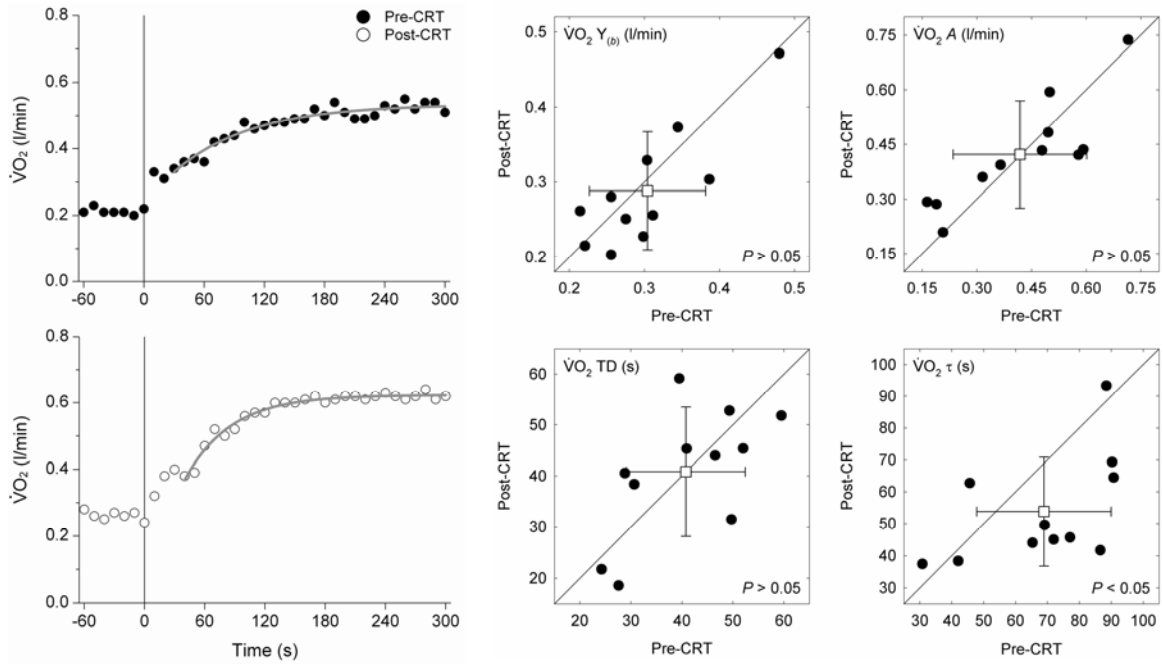 Pre-CRT
Post-CRT
0.8
0.6
0.4
0.2
0.0
V̇O₂ (l/min)
-60 0 60 120 180 240 300
0.8
0.6
0.4
0.2
0.0
V̇O₂ (l/min)
-60 0 60 120 180 240 300
Time (s)
V̇O₂ Y(b) (l/min)
0.5
0.4
0.3
0.2
Post-CRT
P > 0.05
0.2 0.3 0.4 0.5
Pre-CRT
V̇O₂ A (l/min)
0.75
0.60
0.45
0.30
0.15
Post-CRT
P > 0.05
0.15 0.30 0.45 0.60 0.75
Pre-CRT
V̇O₂ TD (s)
60
50
40
30
20
Post-CRT
P > 0.05
20 30 40 50 60
Pre-CRT
V̇O₂ τ (s)
100
90
80
70
60
50
40
30
Post-CRT
P < 0.05
30 40 50 60 70 80 90 100
Pre-CRT